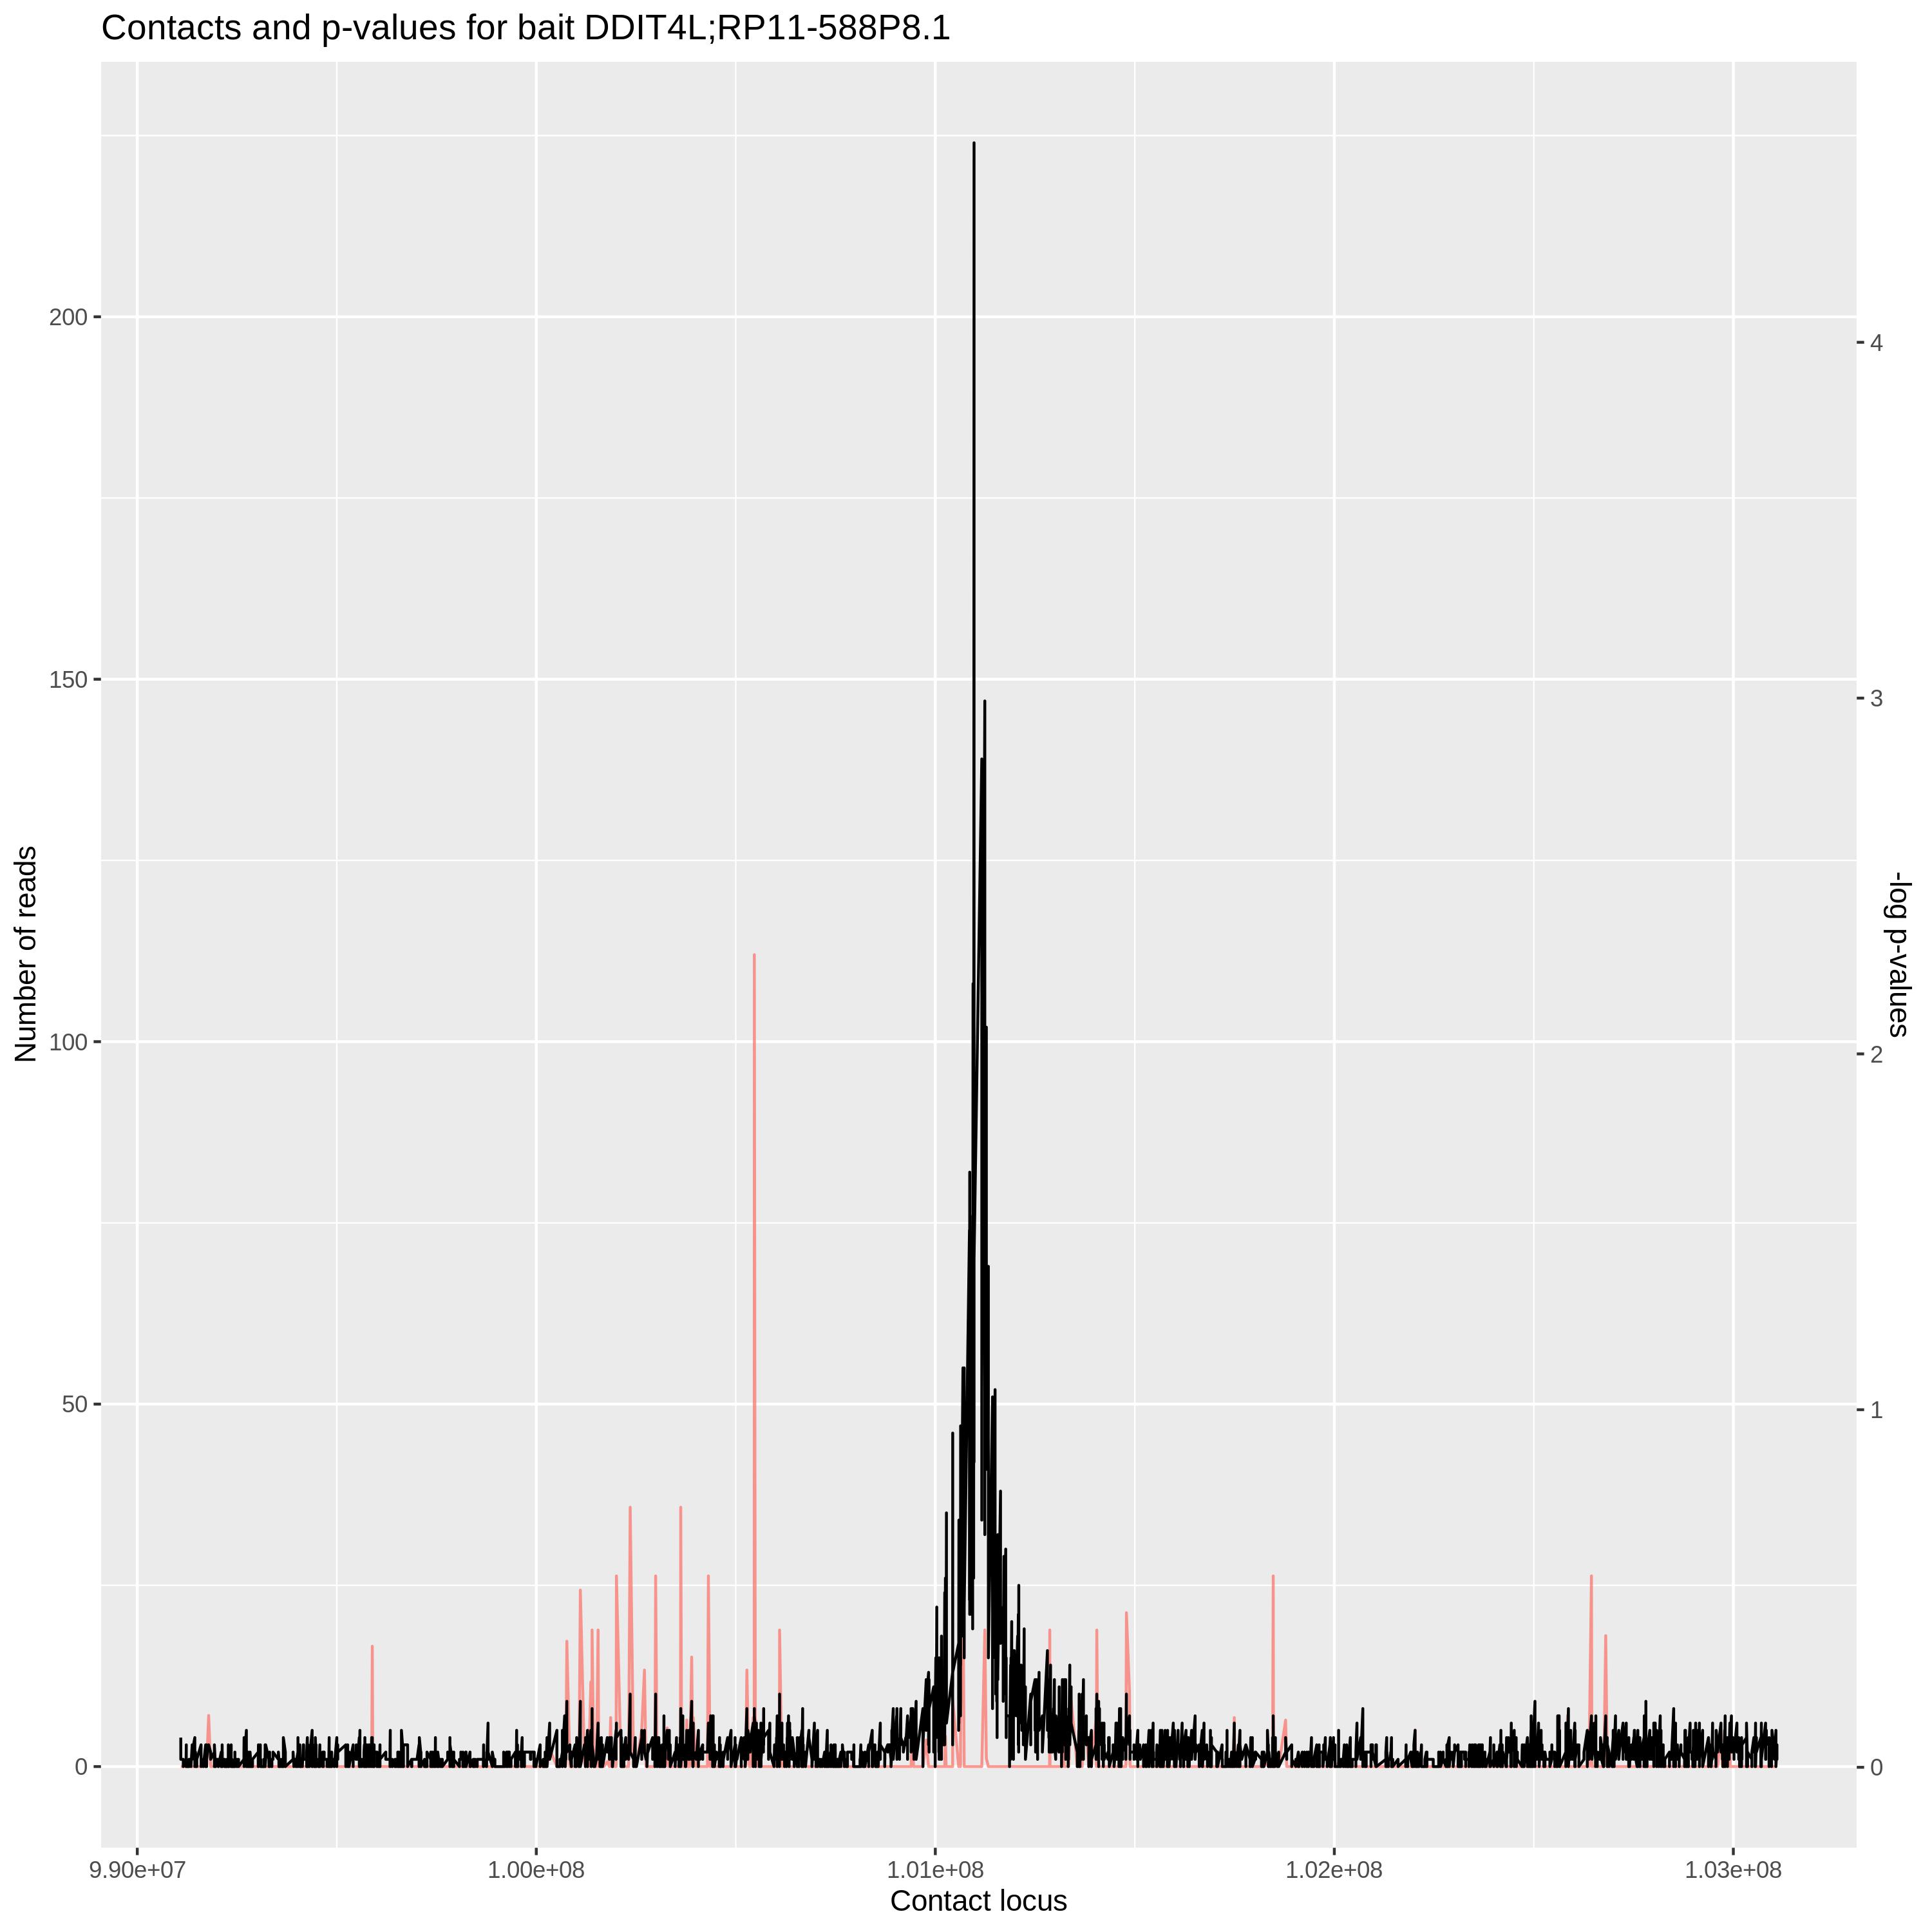 Contacts and p-values for bait DDIT4L;RP11-588P8.1
Number of reads
200
150
100
50
0
4
3
2
1
0
-log p-values
9.90e+07 1.00e+08 1.01e+08 1.02e+08 1.03e+08
Contact locus